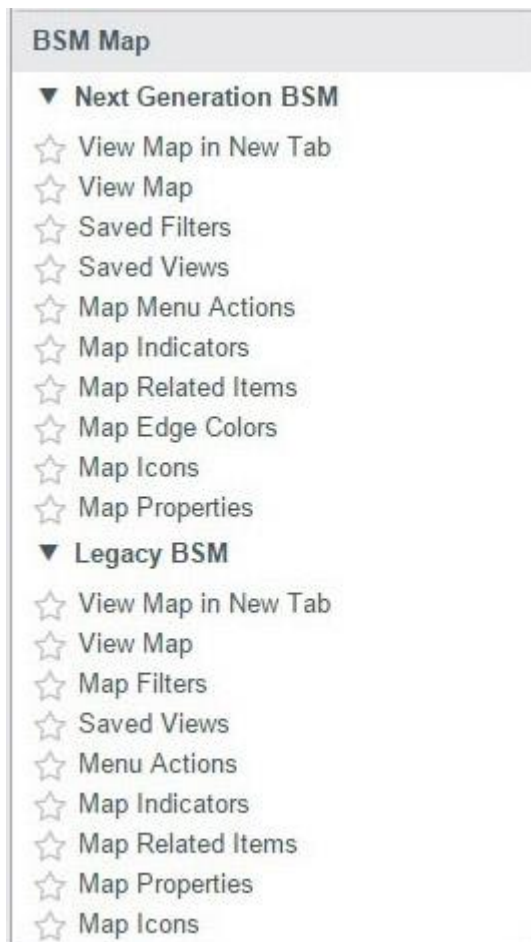 BSM Map
Next Generation BSM
View Map in New Tab
View Map
Saved Filters
Saved Views
Map Menu Actions
Map Indicators
Map Related Items
Map Edge Colors
Map Icons
Map Properties
Legacy BSM
View Map in New Tab
View Map
Map Filters
Saved Views
Menu Actions
Map Indicators
Map Related Items
Map Properties
Map Icons